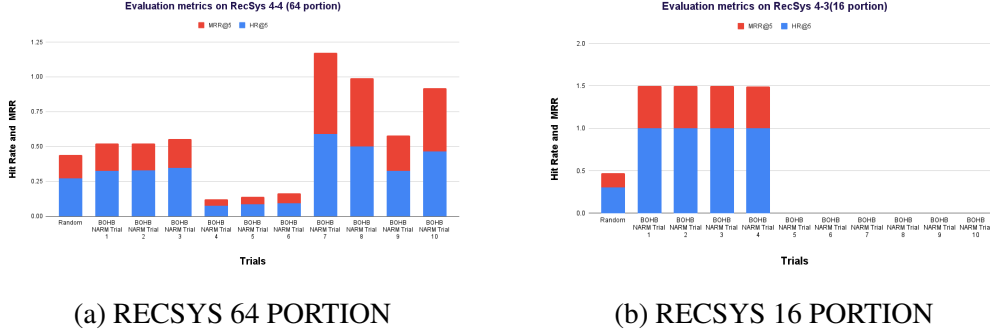 Evaluation metrics on RecSys 4-4 (64 portion)
MRR@5 HR@5
1.25
1.00
0.75
0.50
0.25
0.00
Hit Rate and MRR
Random
BOHB NARM Trial 1
BOHB NARM Trial 2
BOHB NARM Trial 3
BOHB NARM Trial 4
BOHB NARM Trial 5
BOHB NARM Trial 6
BOHB NARM Trial 7
BOHB NARM Trial 8
BOHB NARM Trial 9
BOHB NARM Trial 10
Trials
(a) RECSYS 64 PORTION
Evaluation metrics on RecSys 4-3(16 portion)
MRR@5 HR@5
2.0
1.5
1.0
0.5
0.0
Hit Rate and MRR
Random
BOHB NARM Trial 1
BOHB NARM Trial 2
BOHB NARM Trial 3
BOHB NARM Trial 4
BOHB NARM Trial 5
BOHB NARM Trial 6
BOHB NARM Trial 7
BOHB NARM Trial 8
BOHB NARM Trial 9
BOHB NARM Trial 10
Trials
(b) RECSYS 16 PORTION